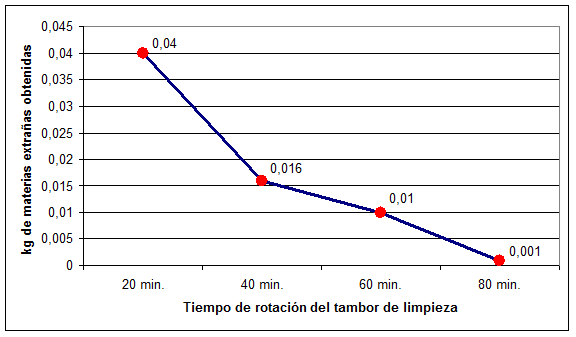 0,045
0,04
0,035
0,03
0,025
0,02
0,015
0,01
0,005
0
kg de materias extrañas obtenidas
0,04
0,016
0,01
0,001
20 min.
40 min.
60 min.
80 min.
Tiempo de rotación del tambor de limpieza